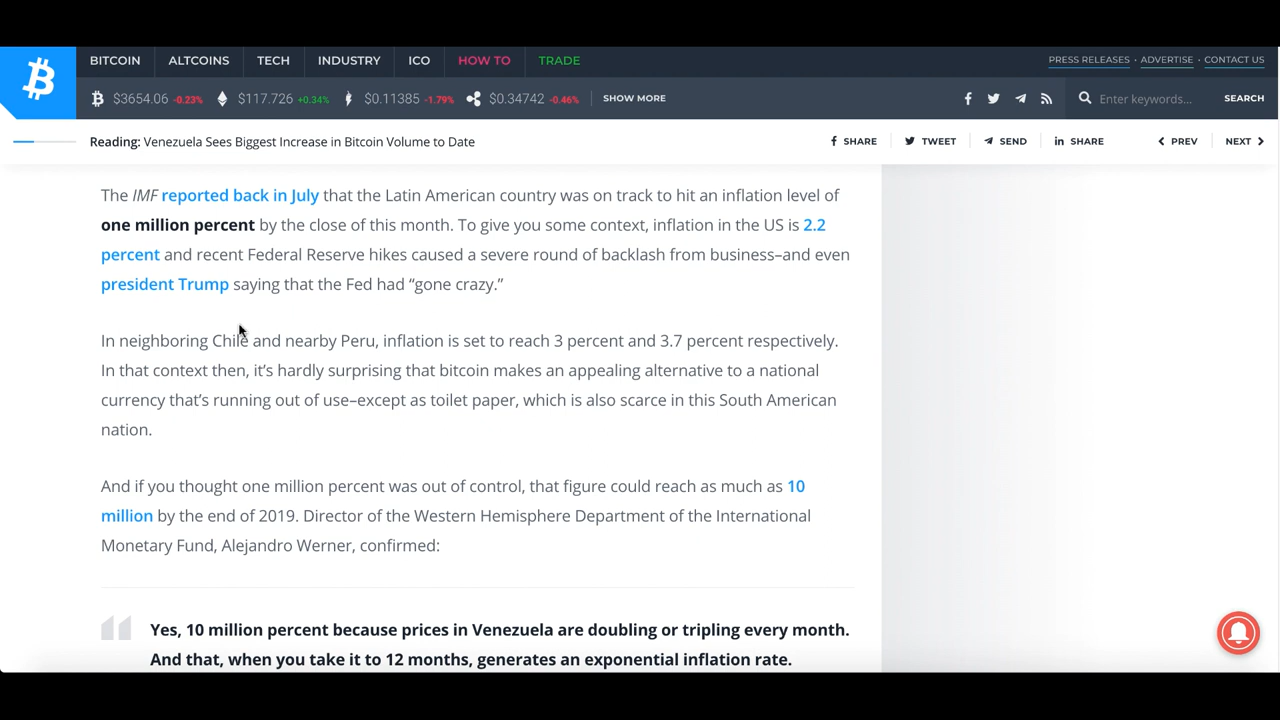 BITCOIN ALTCOINS TECH INDUSTRY ICO HOW TO TRADE PRESS RELEASES · ADVERTISE · CONTACT US
$3654.06 -0.23% $117.726 +0.34% $0.11385 -1.79% $0.34742 -0.46% SHOW MORE Enter keywords... SEARCH
Reading: Venezuela Sees Biggest Increase in Bitcoin Volume to Date SHARE TWEET SEND SHARE PREV NEXT
The IMF reported back in July that the Latin American country was on track to hit an inflation level of
one million percent by the close of this month. To give you some context, inflation in the US is 2.2
percent and recent Federal Reserve hikes caused a severe round of backlash from business–and even
president Trump saying that the Fed had “gone crazy.”
In neighboring Chile and nearby Peru, inflation is set to reach 3 percent and 3.7 percent respectively.
In that context then, it’s hardly surprising that bitcoin makes an appealing alternative to a national
currency that’s running out of use–except as toilet paper, which is also scarce in this South American
nation.
And if you thought one million percent was out of control, that figure could reach as much as 10
million by the end of 2019. Director of the Western Hemisphere Department of the International
Monetary Fund, Alejandro Werner, confirmed:
Yes, 10 million percent because prices in Venezuela are doubling or tripling every month.
And that, when you take it to 12 months, generates an exponential inflation rate.